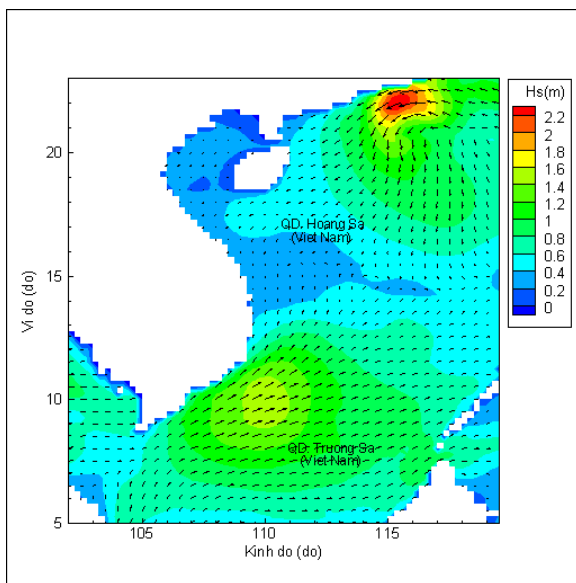 Hs(m)
2.2
2
1.8
1.6
1.4
1.2
1
0.8
0.6
0.4
0.2
0
20
15
10
5
Vi do (do)
QD. Hoang Sa
(Viet Nam)
QD. Truong Sa
(Viet Nam)
105
110
115
Kinh do (do)